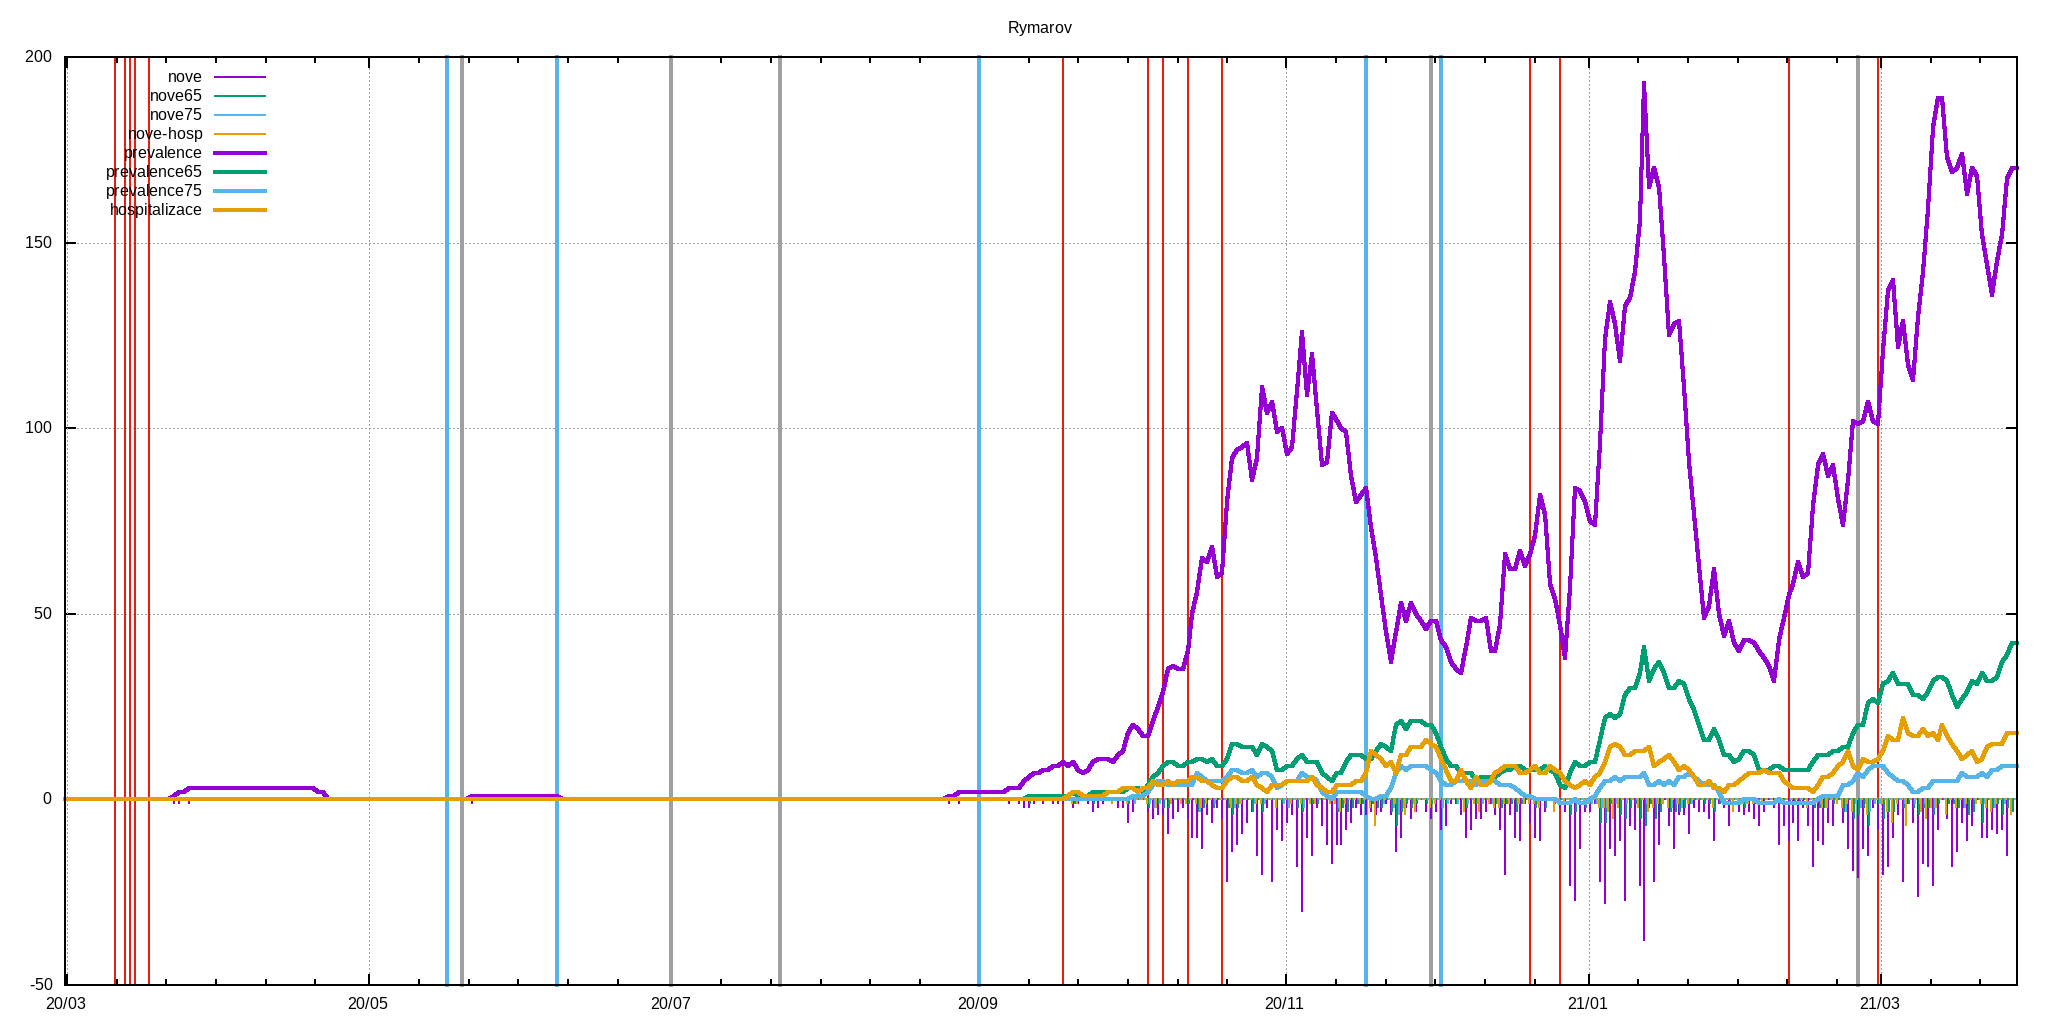 Rymarov
200
nove
nove65
nove75
nove-hosp
prevalence
prevalence65
prevalence75
hospitalizace
150
100
50
0
-50
20/03 20/05 20/07 20/09 20/11 21/01 21/03